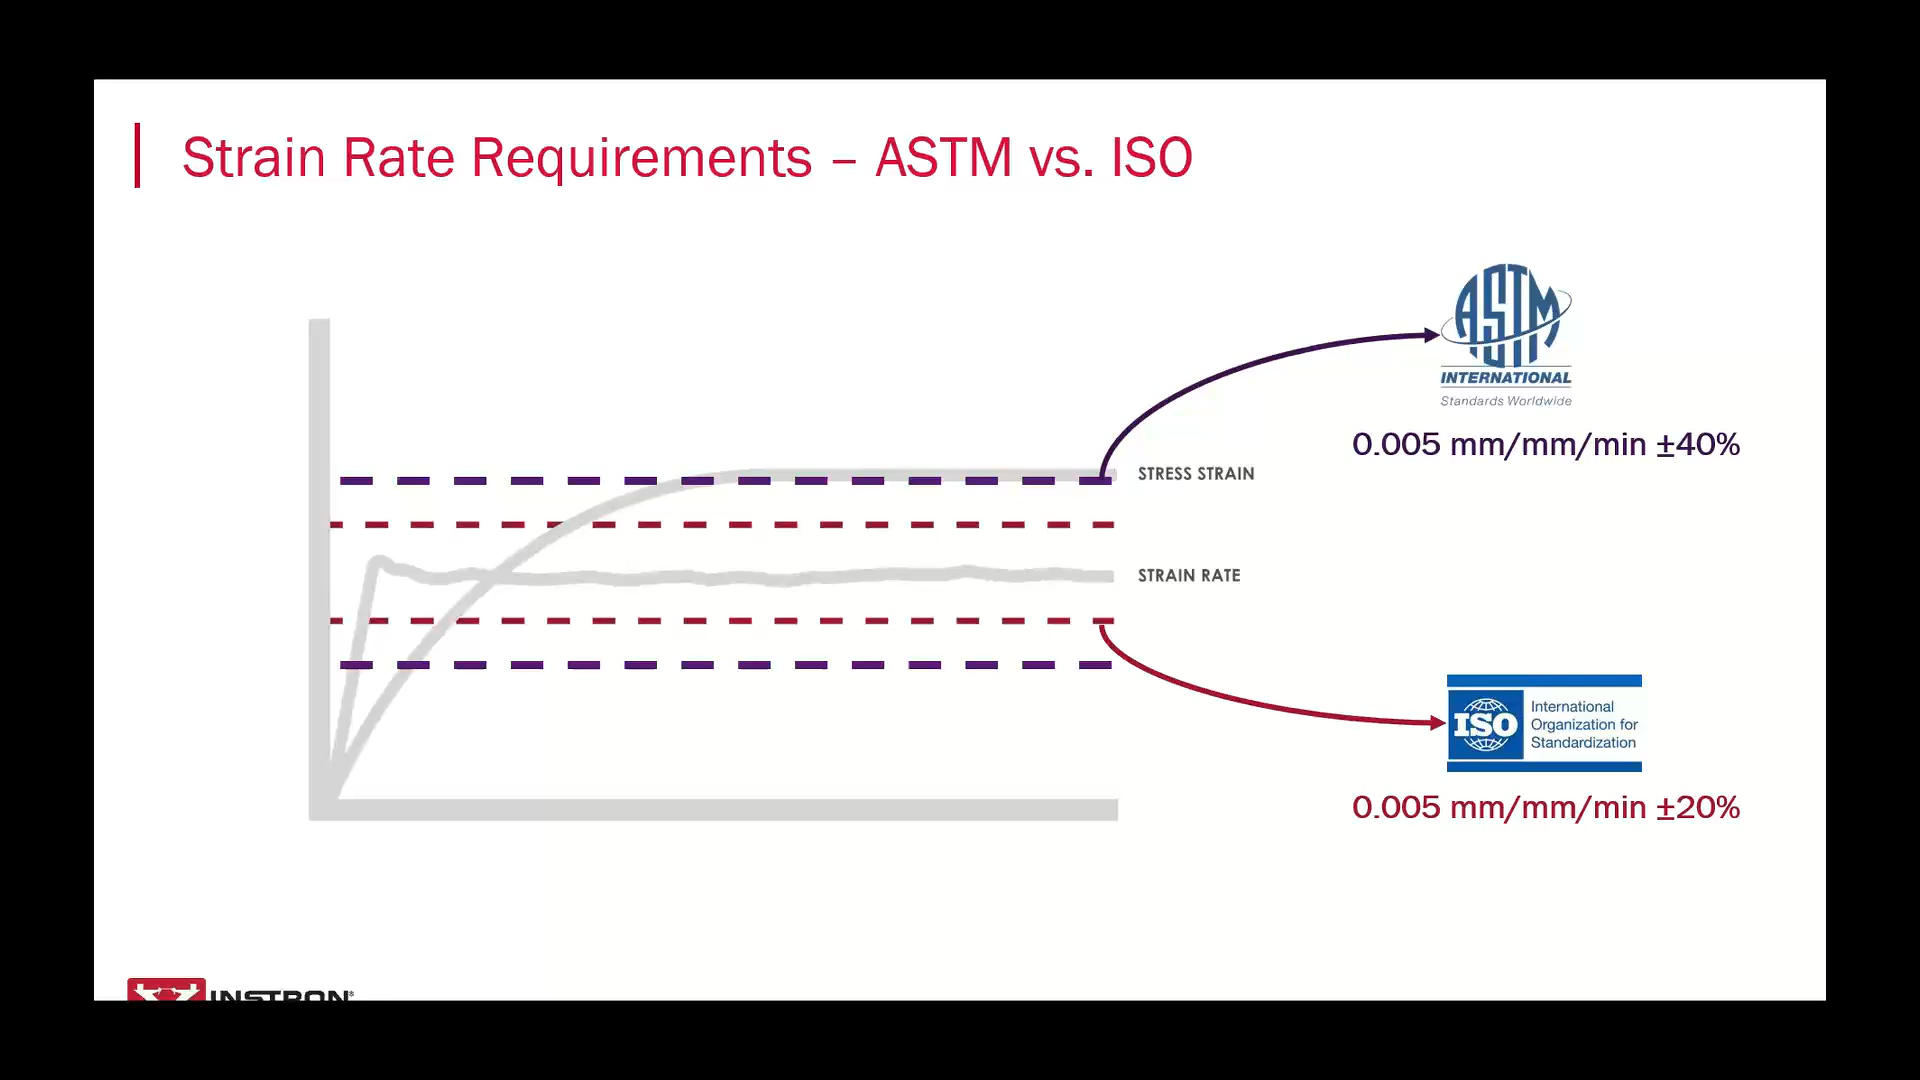 Strain Rate Requirements – ASTM vs. ISO
ASTM
INTERNATIONAL
Standards Worldwide
0.005 mm/mm/min ±40%
STRESS STRAIN
STRAIN RATE
ISO
International
Organization for
Standardization
0.005 mm/mm/min ±20%
INSTRON®